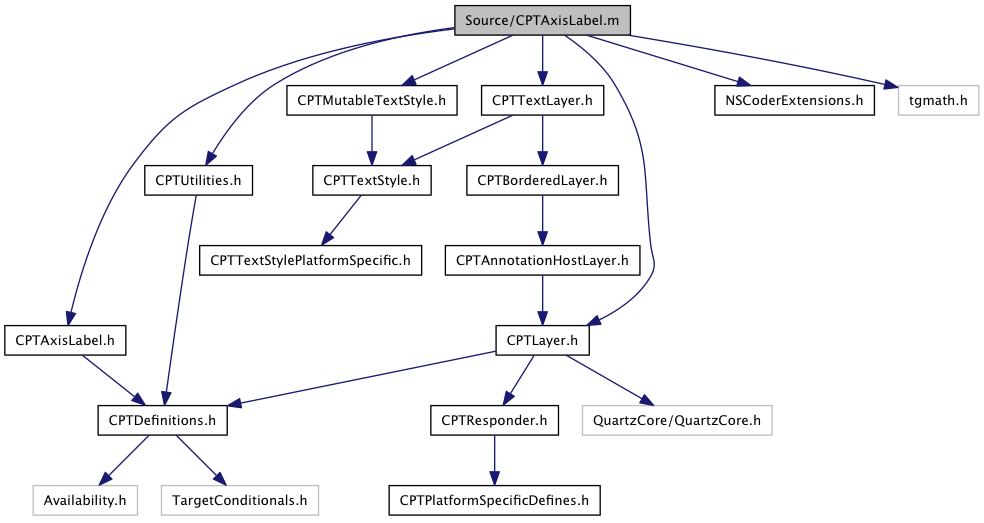 Source/CPTAxisLabel.m
CPTMutableTextStyle.h
CPTTextLayer.h
NSCoderExtensions.h
tgmath.h
CPTUtilities.h
CPTTextStyle.h
CPTBorderedLayer.h
CPTTextStylePlatformSpecific.h
CPTAnnotationHostLayer.h
CPTAxisLabel.h
CPTLayer.h
CPTDefinitions.h
CPTResponder.h
QuartzCore/QuartzCore.h
Availability.h
TargetConditionals.h
CPTPlatformSpecificDefines.h